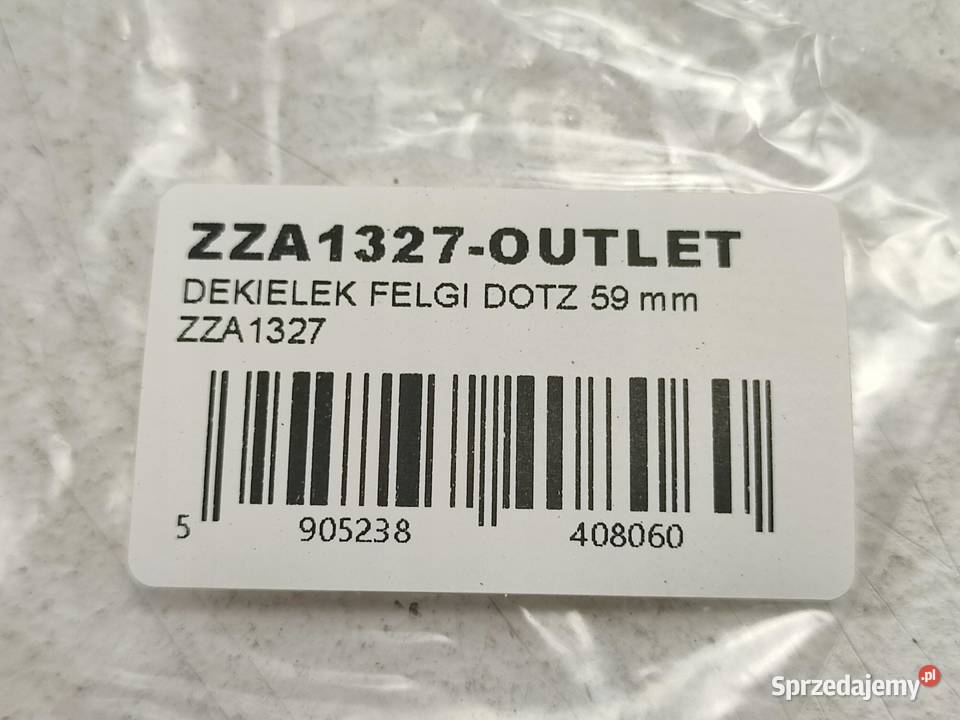 ZZA1327-OUTLET
DEKIELEK FELGI DOTZ 59 mm
ZZA1327
5 905238 408060
Sprzedajemy.pl